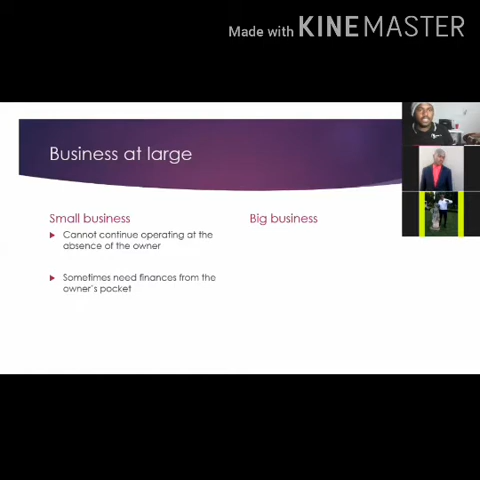 Made with KINEMASTER
Business at large
Small business
Cannot continue operating at the
absence of the owner
Sometimes need finances from the
owner's pocket
Big business